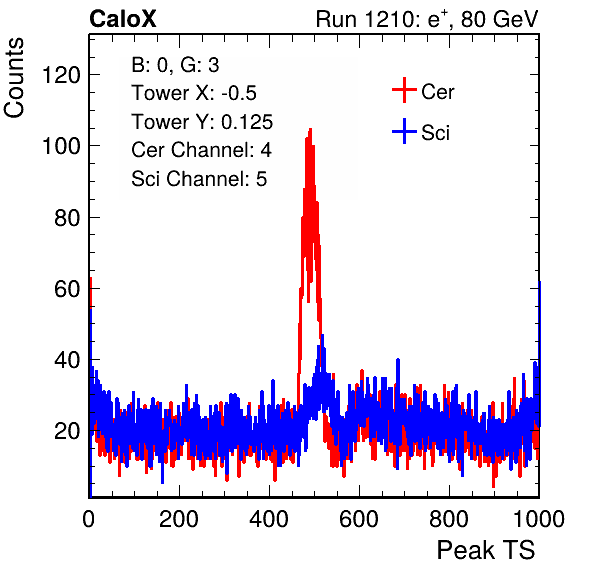 CaloX
Run 1210: e+, 80 GeV
Counts
B: 0, G: 3
Tower X: -0.5
Tower Y: 0.125
Cer Channel: 4
Sci Channel: 5
Cer
Sci
120
100
80
60
40
20
0 200 400 600 800 1000
Peak TS